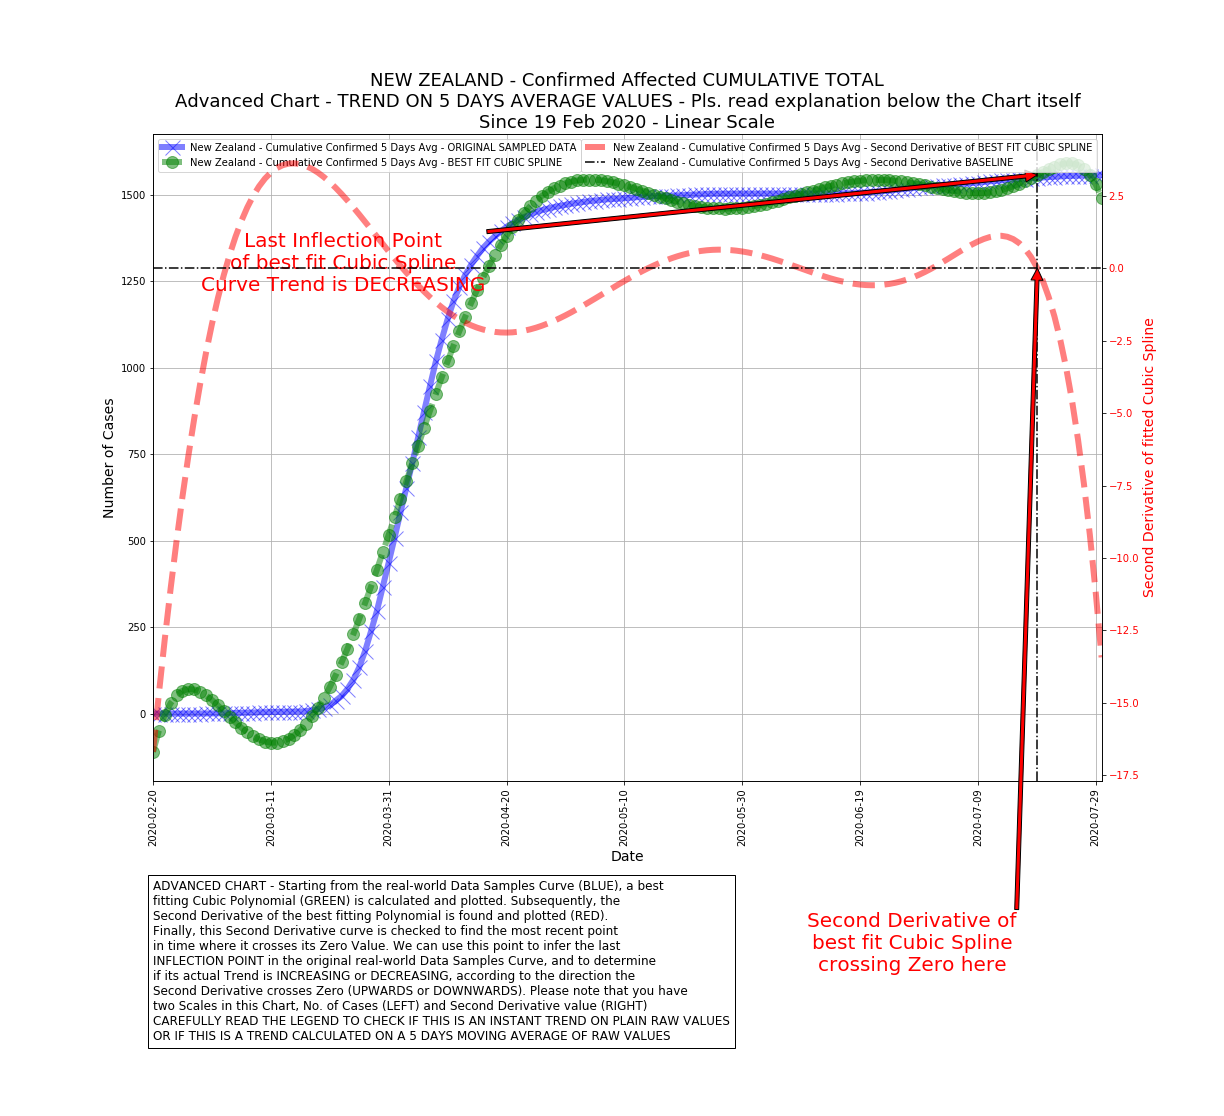 NEW ZEALAND - Confirmed Affected CUMULATIVE TOTAL
Advanced Chart - TREND ON 5 DAYS AVERAGE VALUES - Pls. read explanation below the Chart itself
Since 19 Feb 2020 - Linear Scale
New Zealand - Cumulative Confirmed 5 Days Avg - ORIGINAL SAMPLED DATA
New Zealand - Cumulative Confirmed 5 Days Avg - BEST FIT CUBIC SPLINE
New Zealand - Cumulative Confirmed 5 Days Avg - Second Derivative of BEST FIT CUBIC SPLINE
New Zealand - Cumulative Confirmed 5 Days Avg - Second Derivative BASELINE
Last Inflection Point
of best fit Cubic Spline
Curve Trend is DECREASING
Number of Cases
1500
1250
1000
750
500
250
0
2.5
0.0
−2.5
−5.0
−7.5
−10.0
−12.5
−15.0
−17.5
Second Derivative of fitted Cubic Spline
2020-02-20
2020-03-11
2020-03-31
2020-04-20
2020-05-10
2020-05-30
2020-06-19
2020-07-09
2020-07-29
Date
ADVANCED CHART - Starting from the real-world Data Samples Curve (BLUE), a best
fitting Cubic Polynomial (GREEN) is calculated and plotted. Subsequently, the
Second Derivative of the best fitting Polynomial is found and plotted (RED).
Finally, this Second Derivative curve is checked to find the most recent point
in time where it crosses its Zero Value. We can use this point to infer the last
INFLECTION POINT in the original real-world Data Samples Curve, and to determine
if its actual Trend is INCREASING or DECREASING, according to the direction the
Second Derivative crosses Zero (UPWARDS or DOWNWARDS). Please note that you have
two Scales in this Chart, No. of Cases (LEFT) and Second Derivative value (RIGHT)
CAREFULLY READ THE LEGEND TO CHECK IF THIS IS AN INSTANT TREND ON PLAIN RAW VALUES
OR IF THIS IS A TREND CALCULATED ON A 5 DAYS MOVING AVERAGE OF RAW VALUES
Second Derivative of
best fit Cubic Spline
crossing Zero here